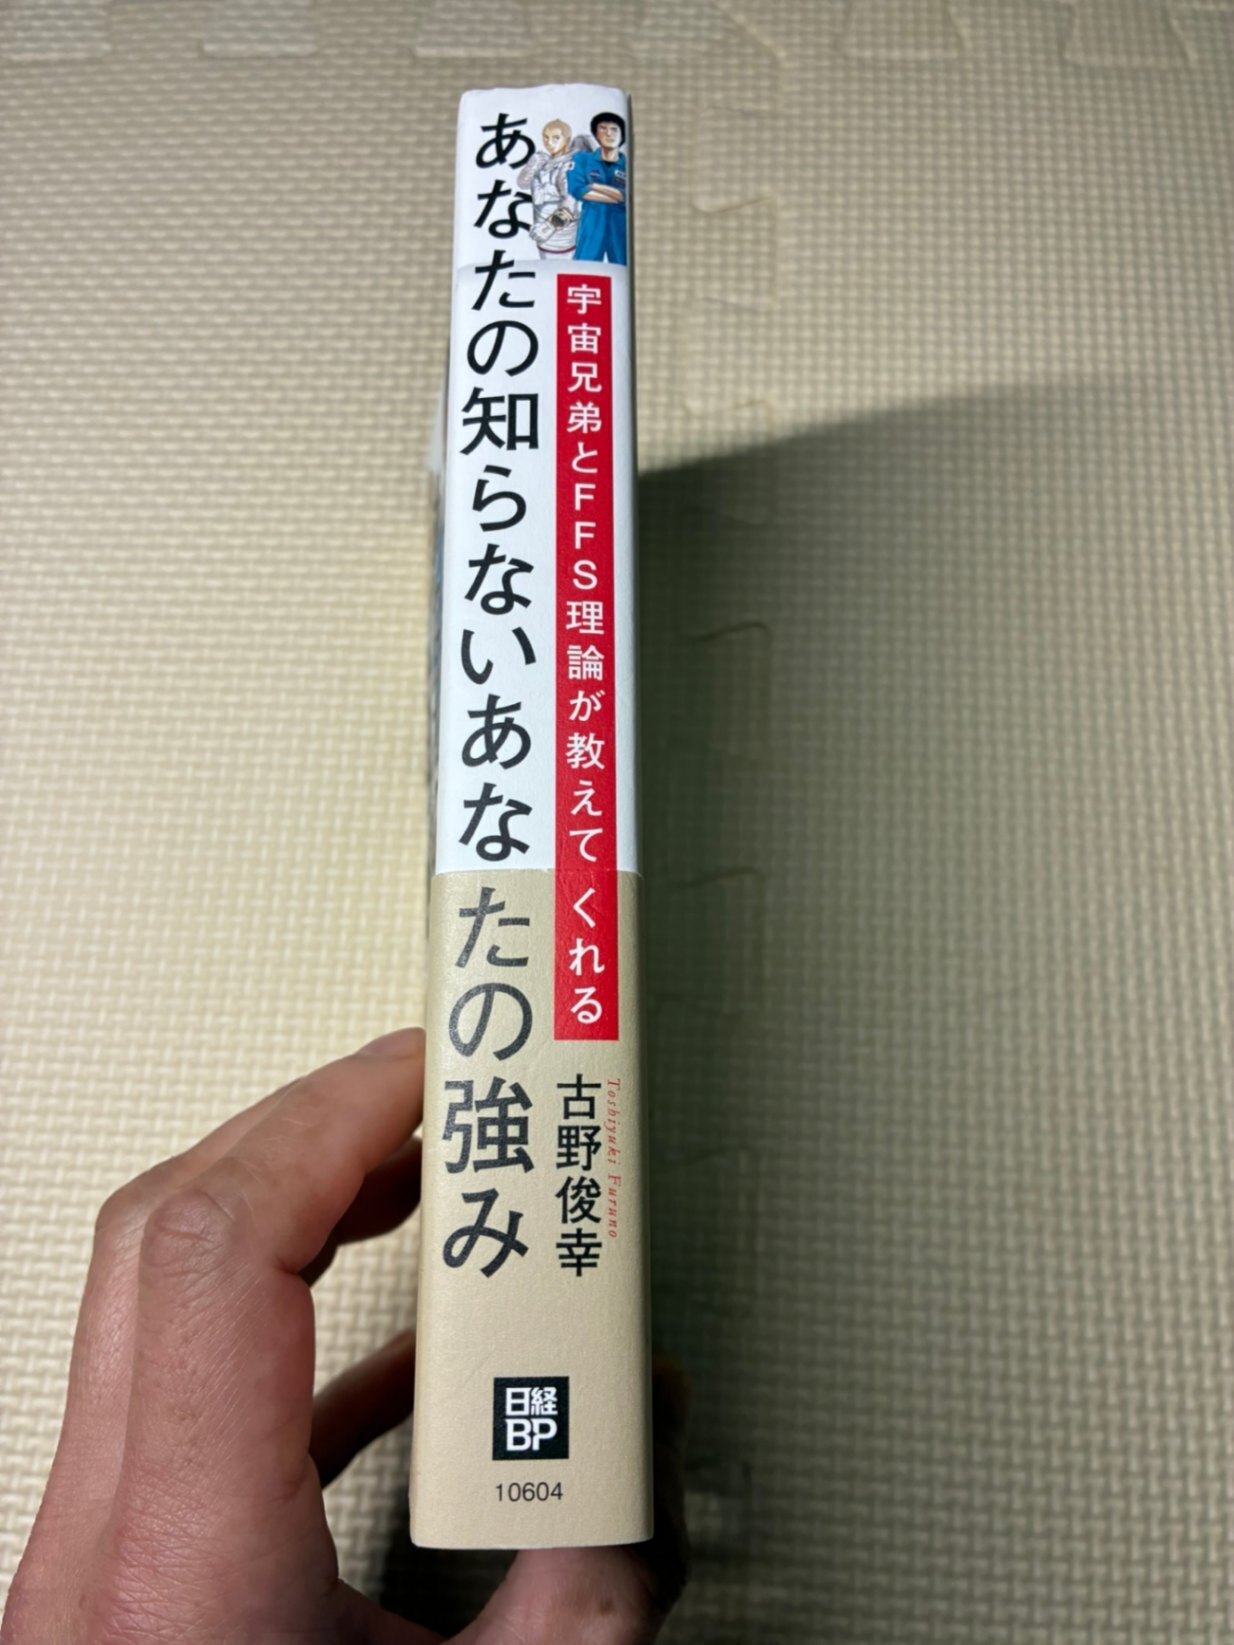 あなたの知らないあなたの強み
宇宙兄弟とFFS理論が教えてくれる
古野俊幸
Toshiyuki Furuno
日経
BP
10604